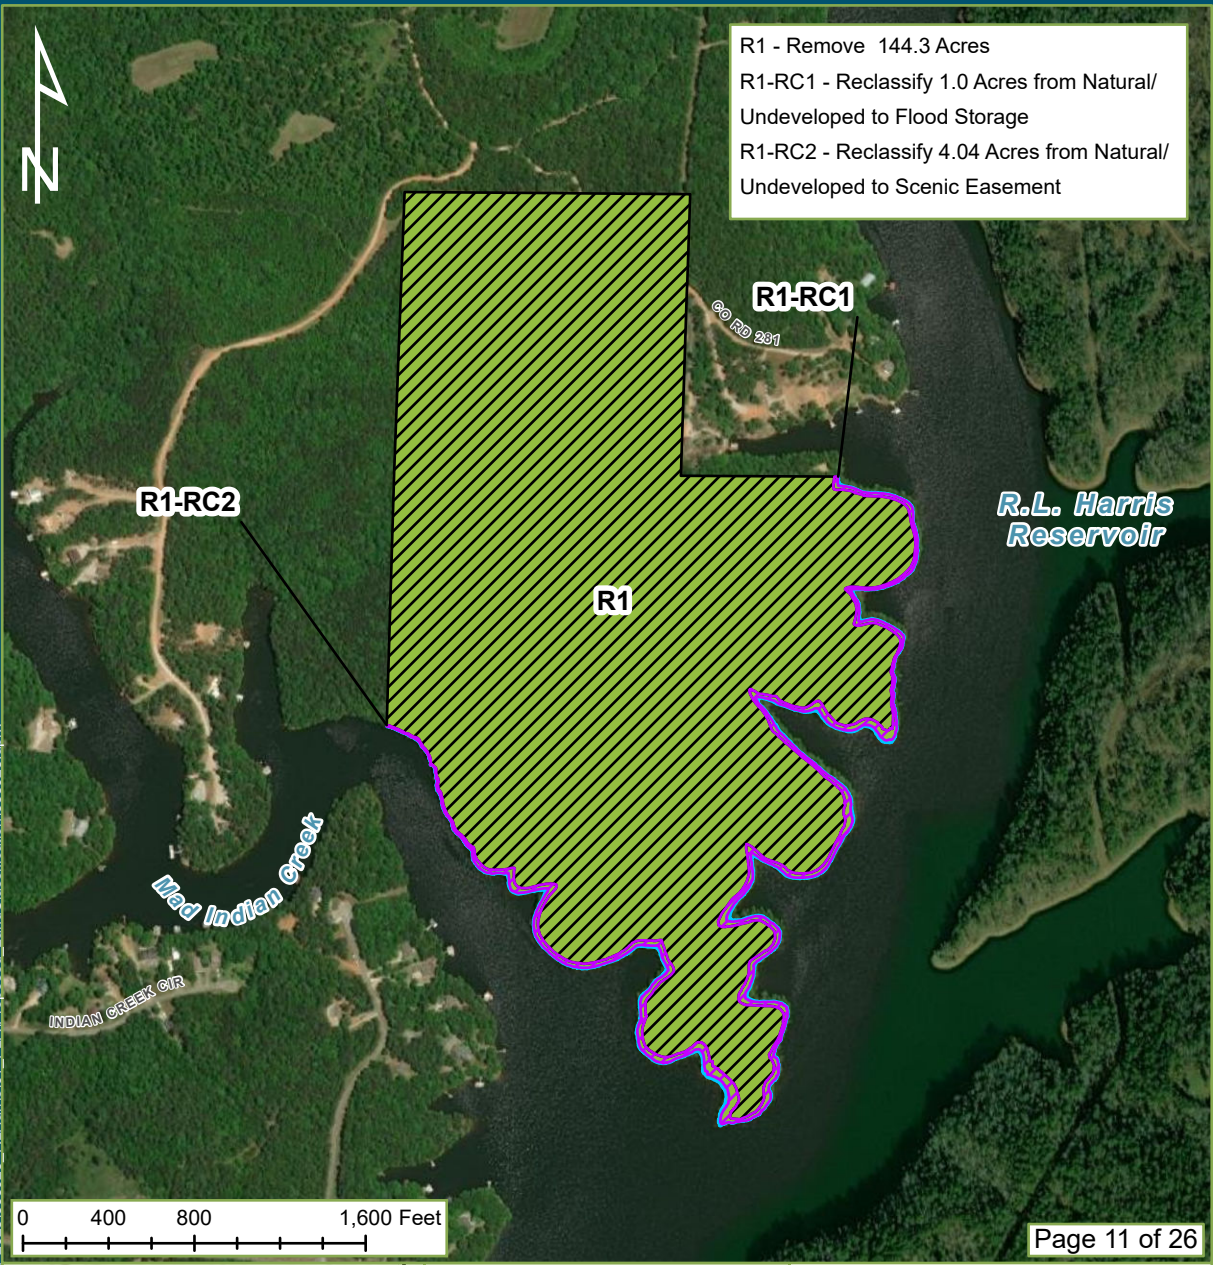 N
R1 - Remove  144.3 Acres
R1-RC1 - Reclassify 1.0 Acres from Natural/
Undeveloped to Flood Storage
R1-RC2 - Reclassify 4.04 Acres from Natural/
Undeveloped to Scenic Easement
R1-RC1
CO RD 281
R1-RC2
R.L. Harris
Reservoir
R1
Mad Indian Creek
INDIAN CREEK CIR
0 400 800 1,600 Feet
Page 11 of 26